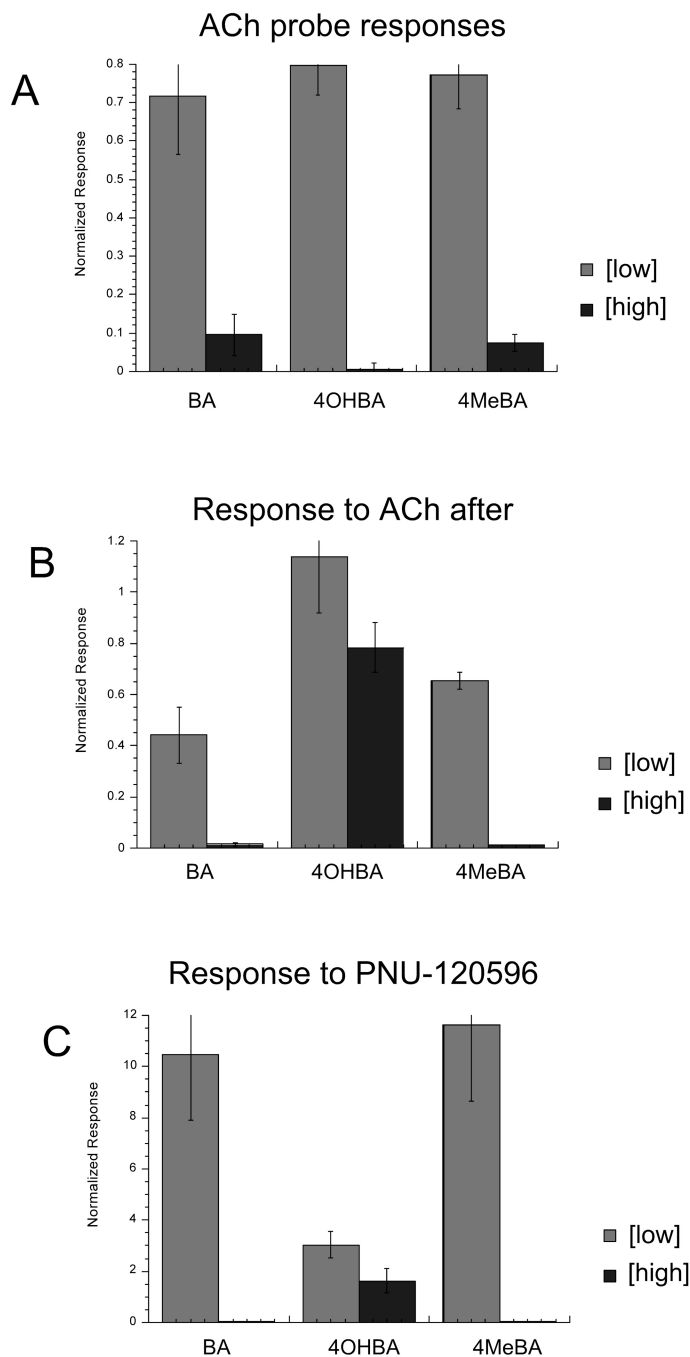 ACh probe responses
A
Normalized Response
0.8
0.7
0.6
0.5
0.4
0.3
0.2
0.1
0
BA 4OHBA 4MeBA
[low]
[high]
Response to ACh after
B
Normalized Response
1.2
1
0.8
0.6
0.4
0.2
0
BA 4OHBA 4MeBA
[low]
[high]
Response to PNU-120596
C
Normalized Response
12
10
8
6
4
2
0
BA 4OHBA 4MeBA
[low]
[high]